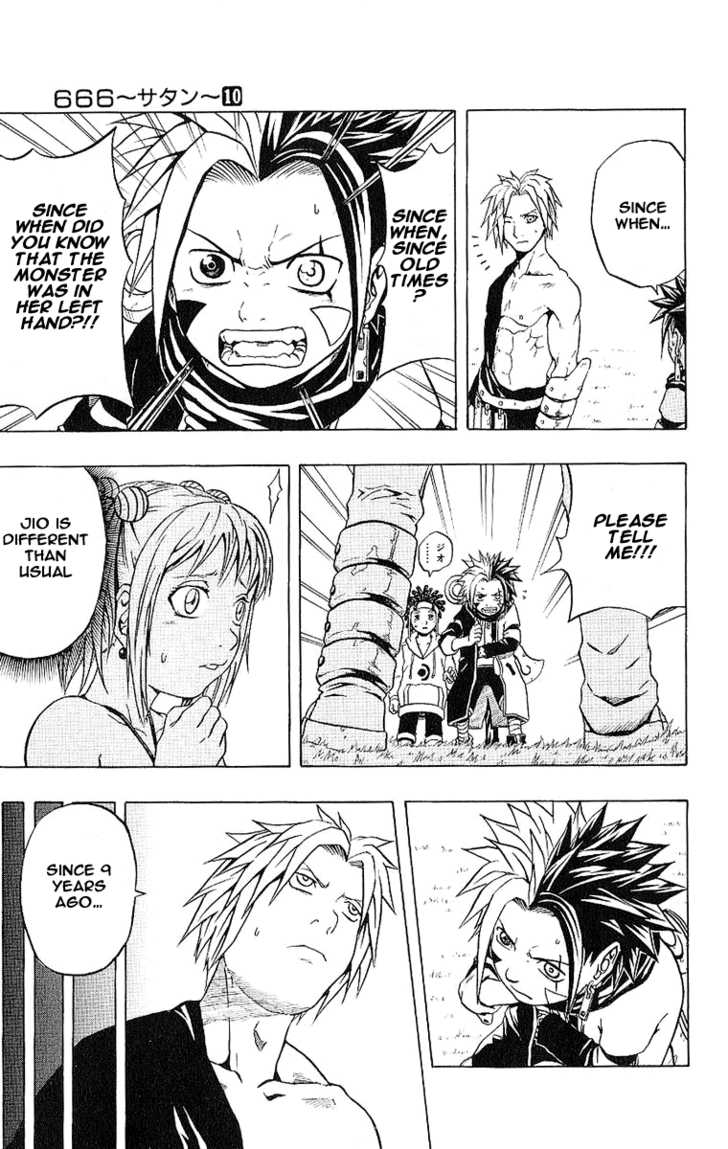 666～サタン～10
SINCE
WHEN...
SINCE
WHEN,
SINCE
OLD
TIMES
?
SINCE
WHEN DID
YOU KNOW
THAT THE
MONSTER
WAS IN
HER LEFT
HAND?!!
PLEASE
TELL
ME!!!
ジオ
……
JIO IS
DIFFERENT
THAN
USUAL
SINCE 9
YEARS
AGO...